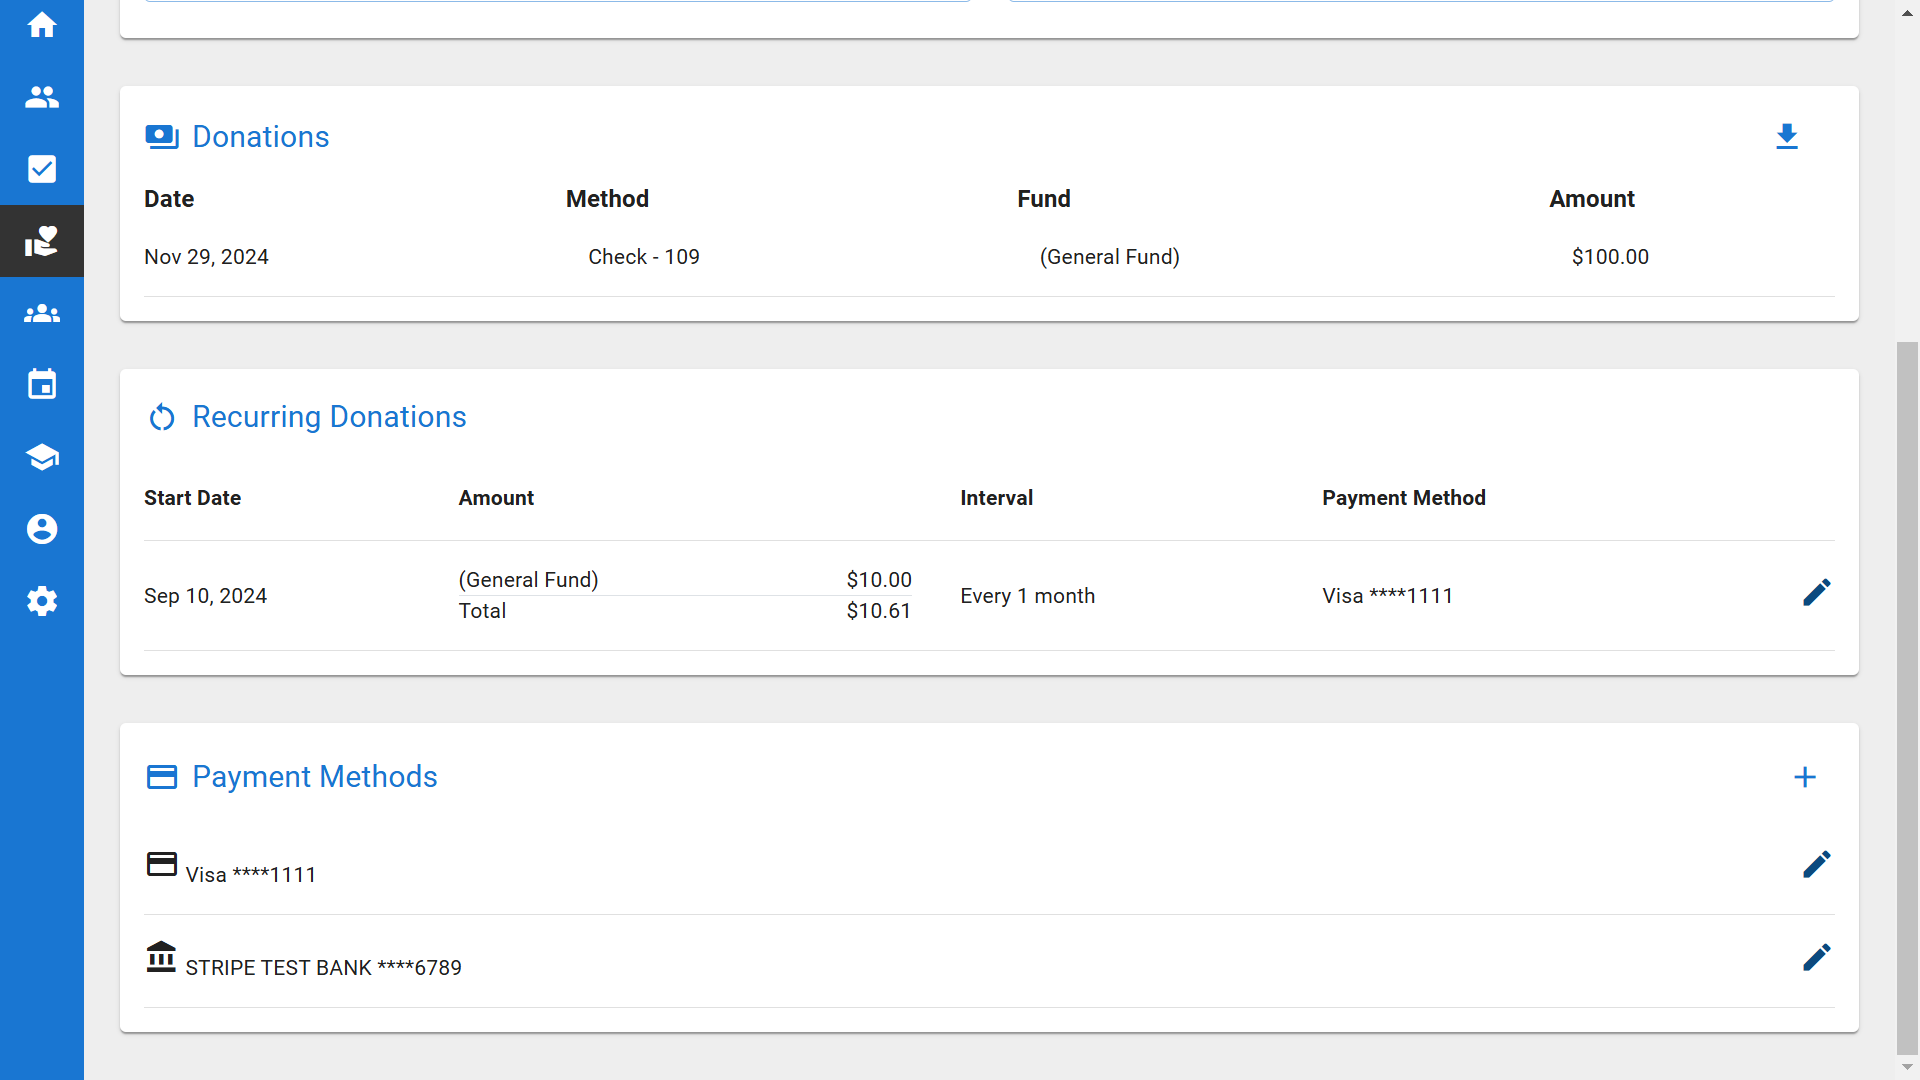 Donations
Date Method Fund Amount
Nov 29, 2024 Check - 109 (General Fund) $100.00
Recurring Donations
Start Date Amount Interval Payment Method
Sep 10, 2024 (General Fund) $10.00 Every 1 month Visa ****1111
Total $10.61
Payment Methods
Visa ****1111
STRIPE TEST BANK ****6789